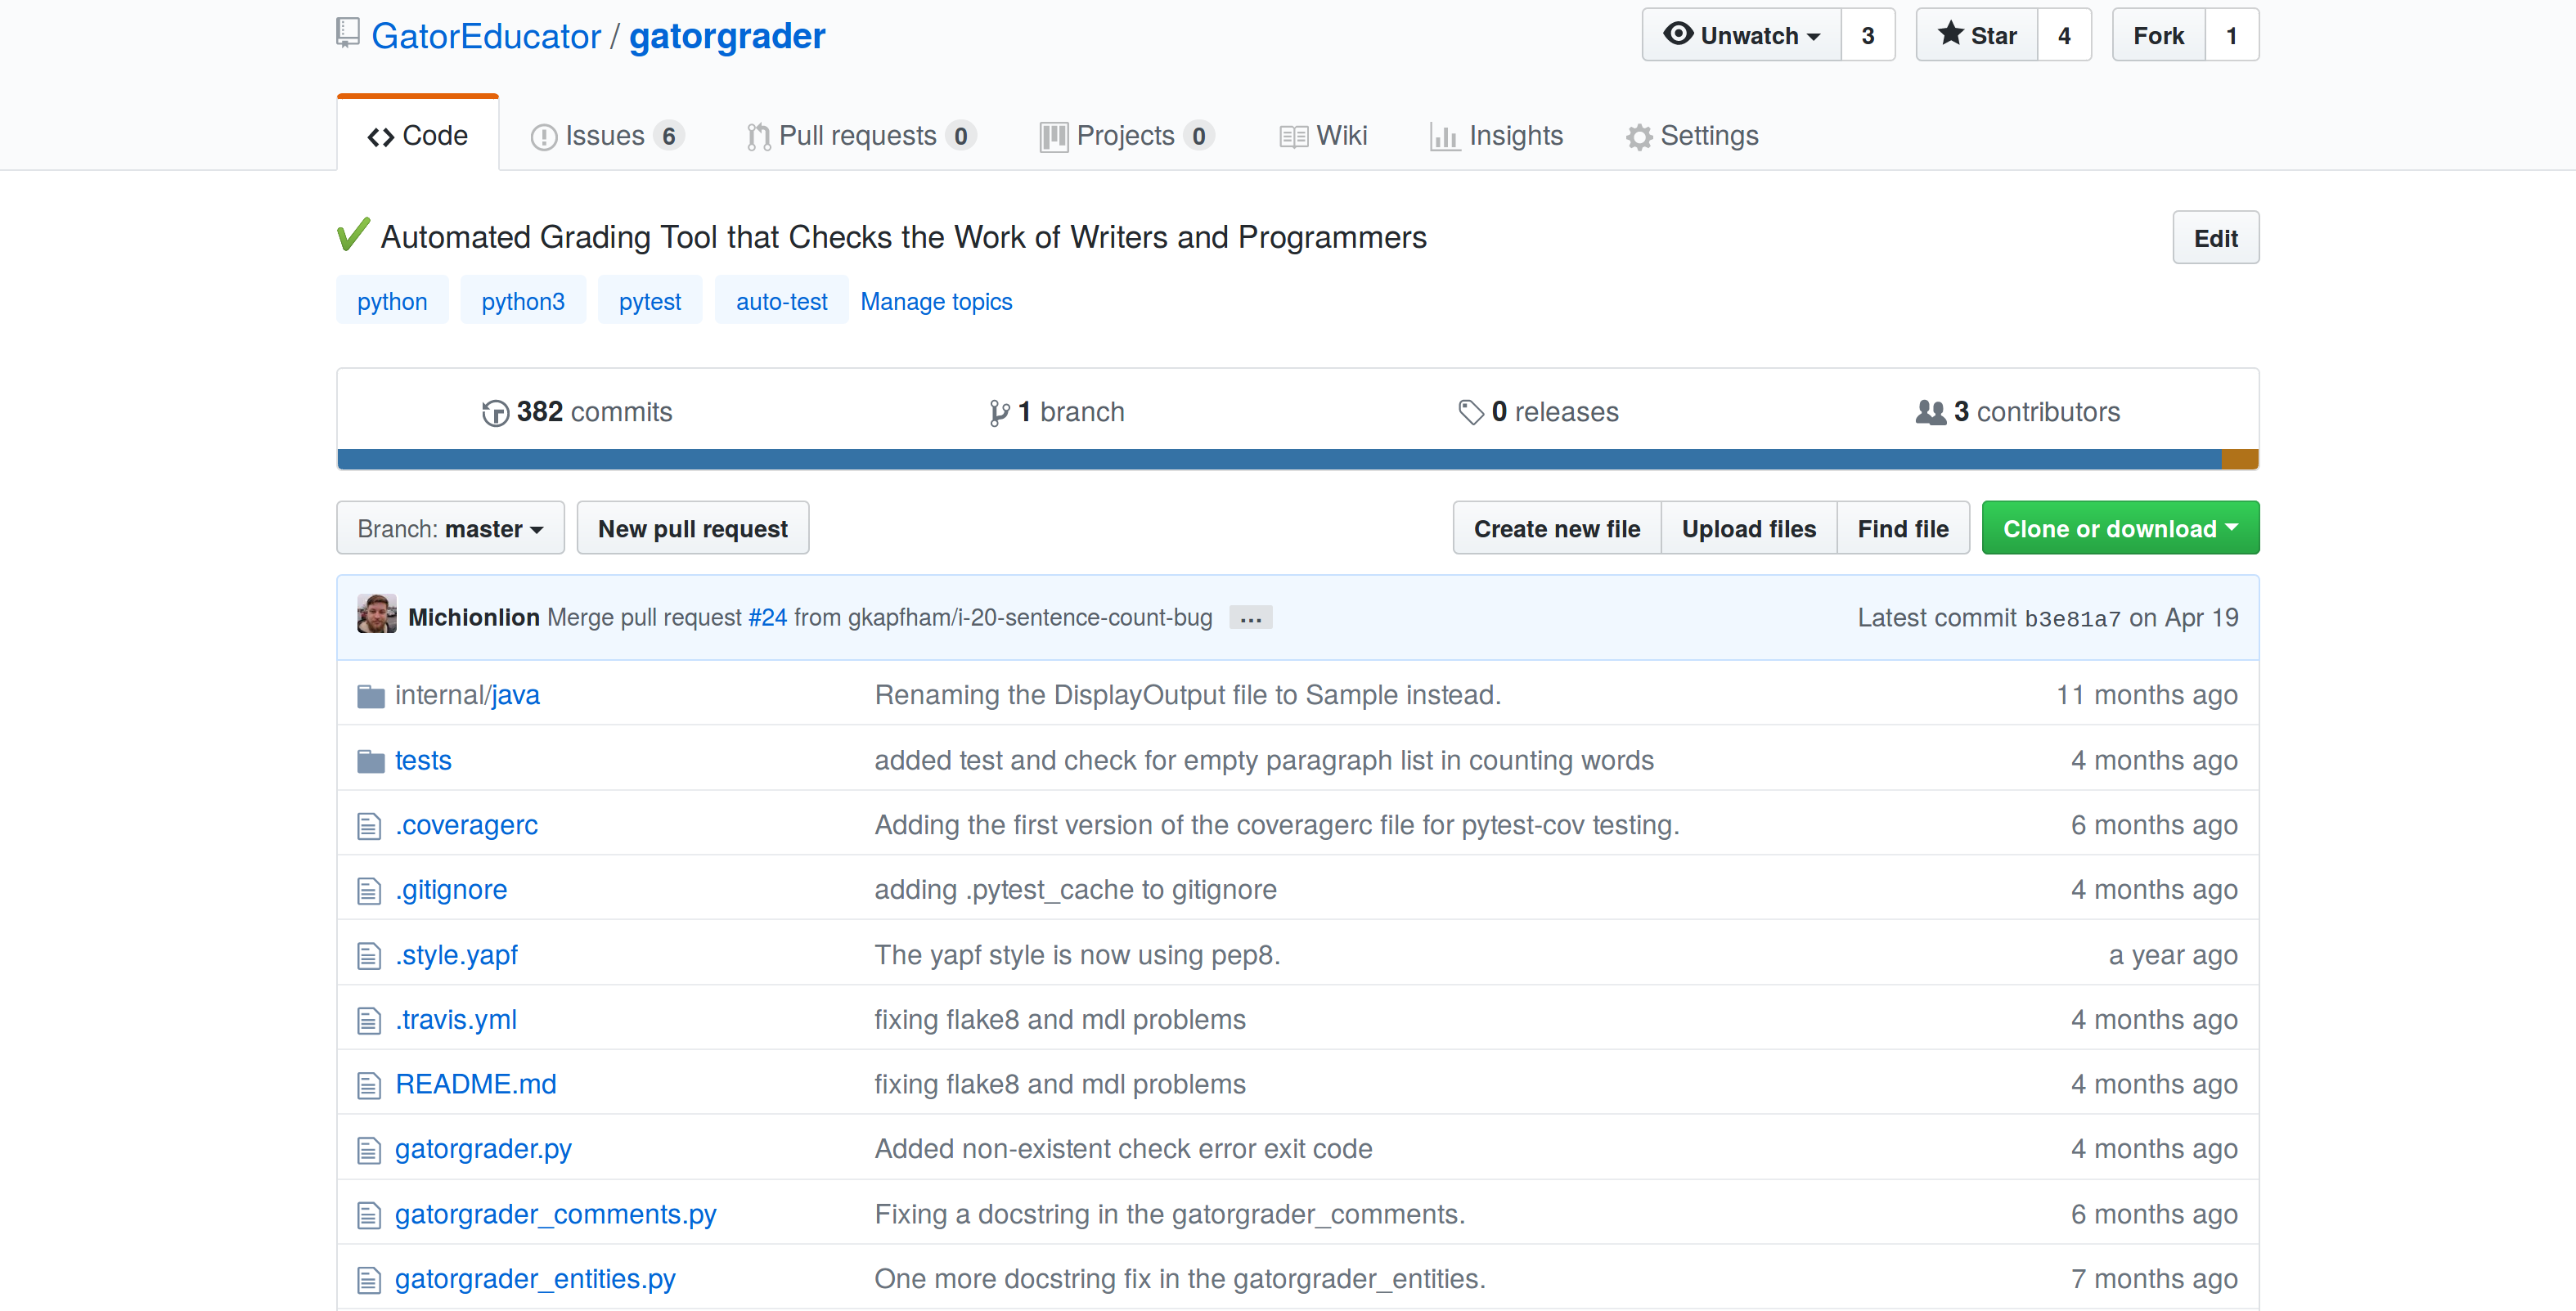 GatorEducator / gatorgrader Unwatch 3 Star 4 Fork 1
Code Issues 6 Pull requests 0 Projects 0 Wiki Insights Settings
Automated Grading Tool that Checks the Work of Writers and Programmers Edit
python python3 pytest auto-test Manage topics
382 commits 1 branch 0 releases 3 contributors
Branch: master New pull request Create new file Upload files Find file Clone or download
Michionlion Merge pull request #24 from gkapfham/i-20-sentence-count-bug ... Latest commit b3e81a7 on Apr 19
internal/java Renaming the DisplayOutput file to Sample instead. 11 months ago
tests added test and check for empty paragraph list in counting words 4 months ago
.coveragerc Adding the first version of the coveragerc file for pytest-cov testing. 6 months ago
.gitignore adding .pytest_cache to gitignore 4 months ago
.style.yapf The yapf style is now using pep8. a year ago
.travis.yml fixing flake8 and mdl problems 4 months ago
README.md fixing flake8 and mdl problems 4 months ago
gatorgrader.py Added non-existent check error exit code 4 months ago
gatorgrader_comments.py Fixing a docstring in the gatorgrader_comments. 6 months ago
gatorgrader_entities.py One more docstring fix in the gatorgrader_entities. 7 months ago